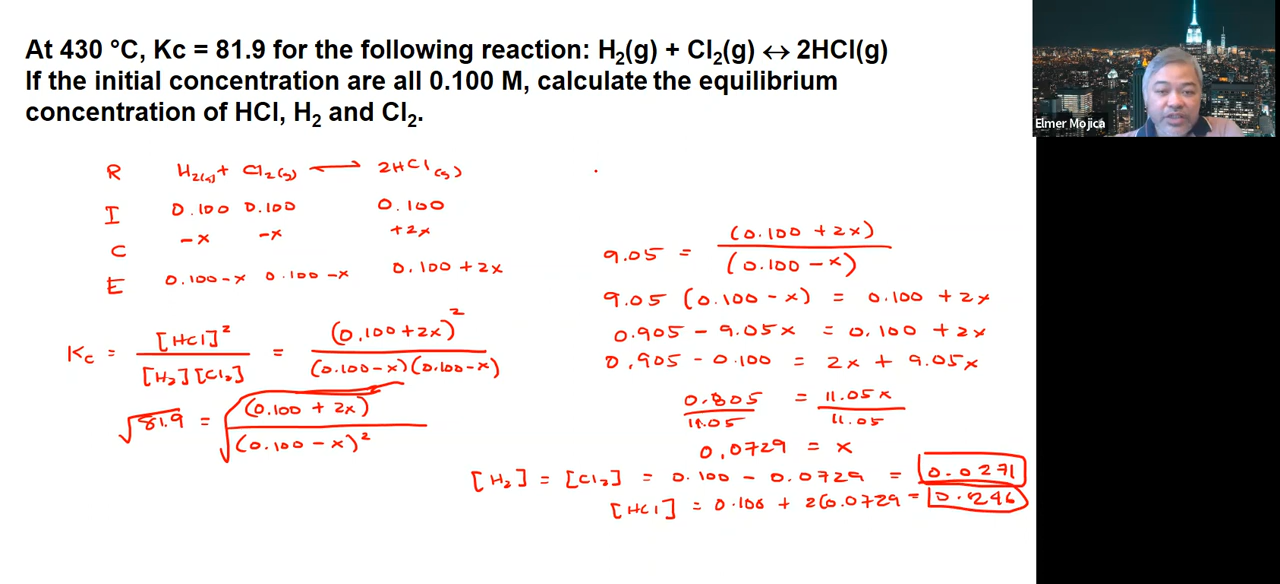 At 430 °C, Kc = 81.9 for the following reaction: H₂(g) + Cl₂(g) ↔ 2HCl(g)
If the initial concentration are all 0.100 M, calculate the equilibrium
concentration of HCl, H₂ and Cl₂.
Elmer Mojica
R H₂(g) + Cl₂(g) ⇌ 2HCl(g)
I 0.100 0.100 0.100
C -x -x +2x
E 0.100-x 0.100-x 0.100+2x
Kc = [HCl]² / [H₂][Cl₂] = (0.100+2x)² / (0.100-x)(0.100-x)
√81.9 = √(0.100 + 2x)² / (0.100 - x)²
9.05 = (0.100 + 2x) / (0.100 - x)
9.05 (0.100 - x) = 0.100 + 2x
0.905 - 9.05x = 0.100 + 2x
0.905 - 0.100 = 2x + 9.05x
0.805 / 11.05 = 11.05x / 11.05
0.0729 = x
[H₂] = [Cl₂] = 0.100 - 0.0729 = 0.0271
[HCl] = 0.100 + 2(0.0729 = 0.246